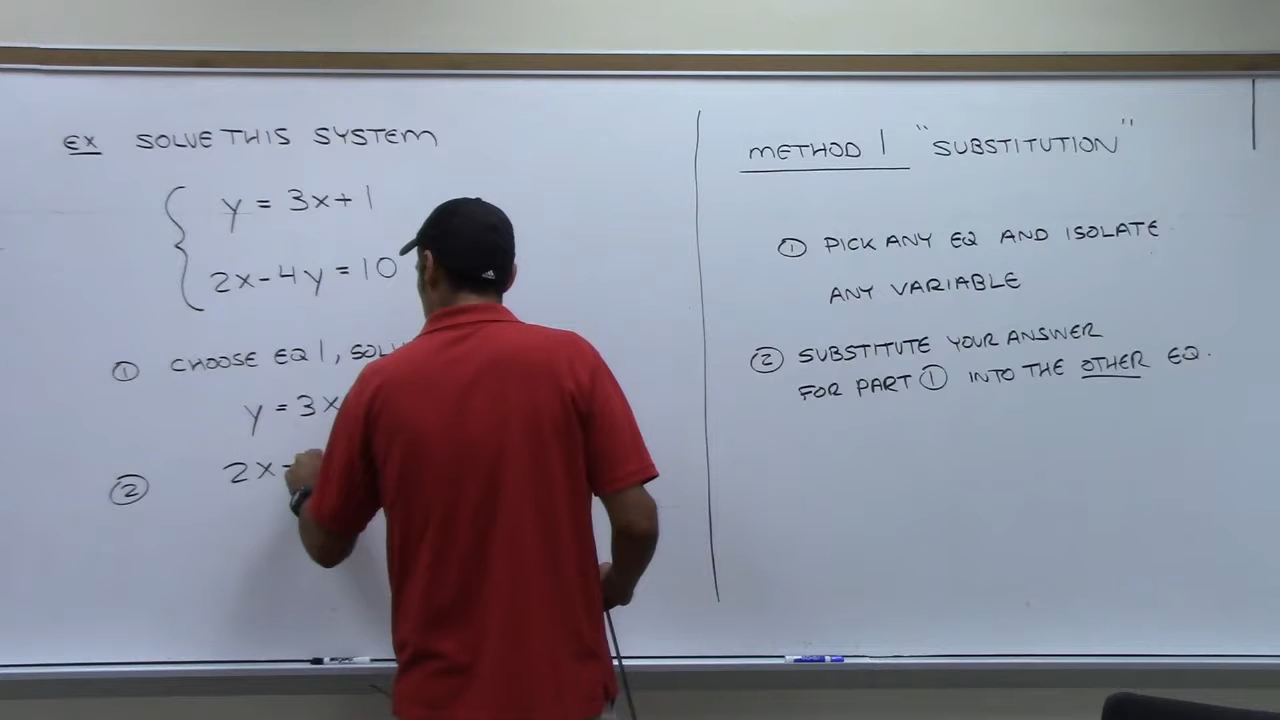 EX SOLVE THIS SYSTEM
y = 3x + 1
2x - 4y = 10
① CHOOSE EQ 1,
y = 3x
② 2x -
METHOD 1 "SUBSTITUTION"
① PICK ANY EQ AND ISOLATE
ANY VARIABLE
② SUBSTITUTE YOUR ANSWER
FOR PART ① INTO THE OTHER EQ.